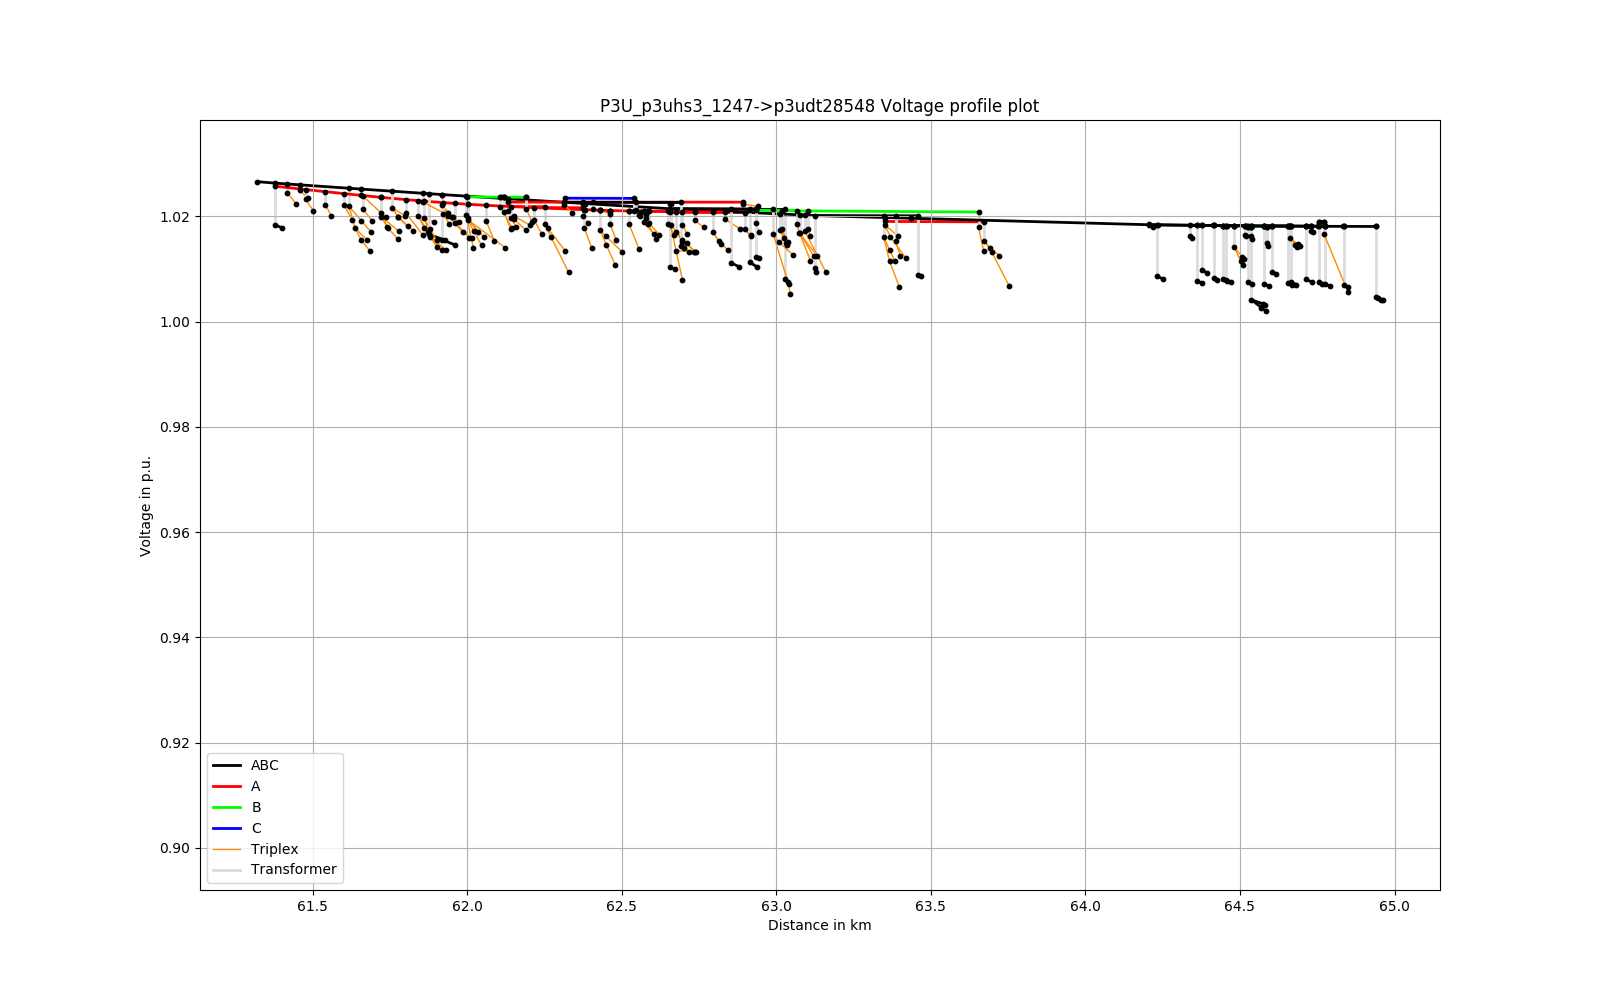 P3U_p3uhs3_1247->p3udt28548 Voltage profile plot
Voltage in p.u.
1.02
1.00
0.98
0.96
0.94
0.92
0.90
ABC
A
B
C
Triplex
Transformer
61.5 62.0 62.5 63.0 63.5 64.0 64.5 65.0
Distance in km